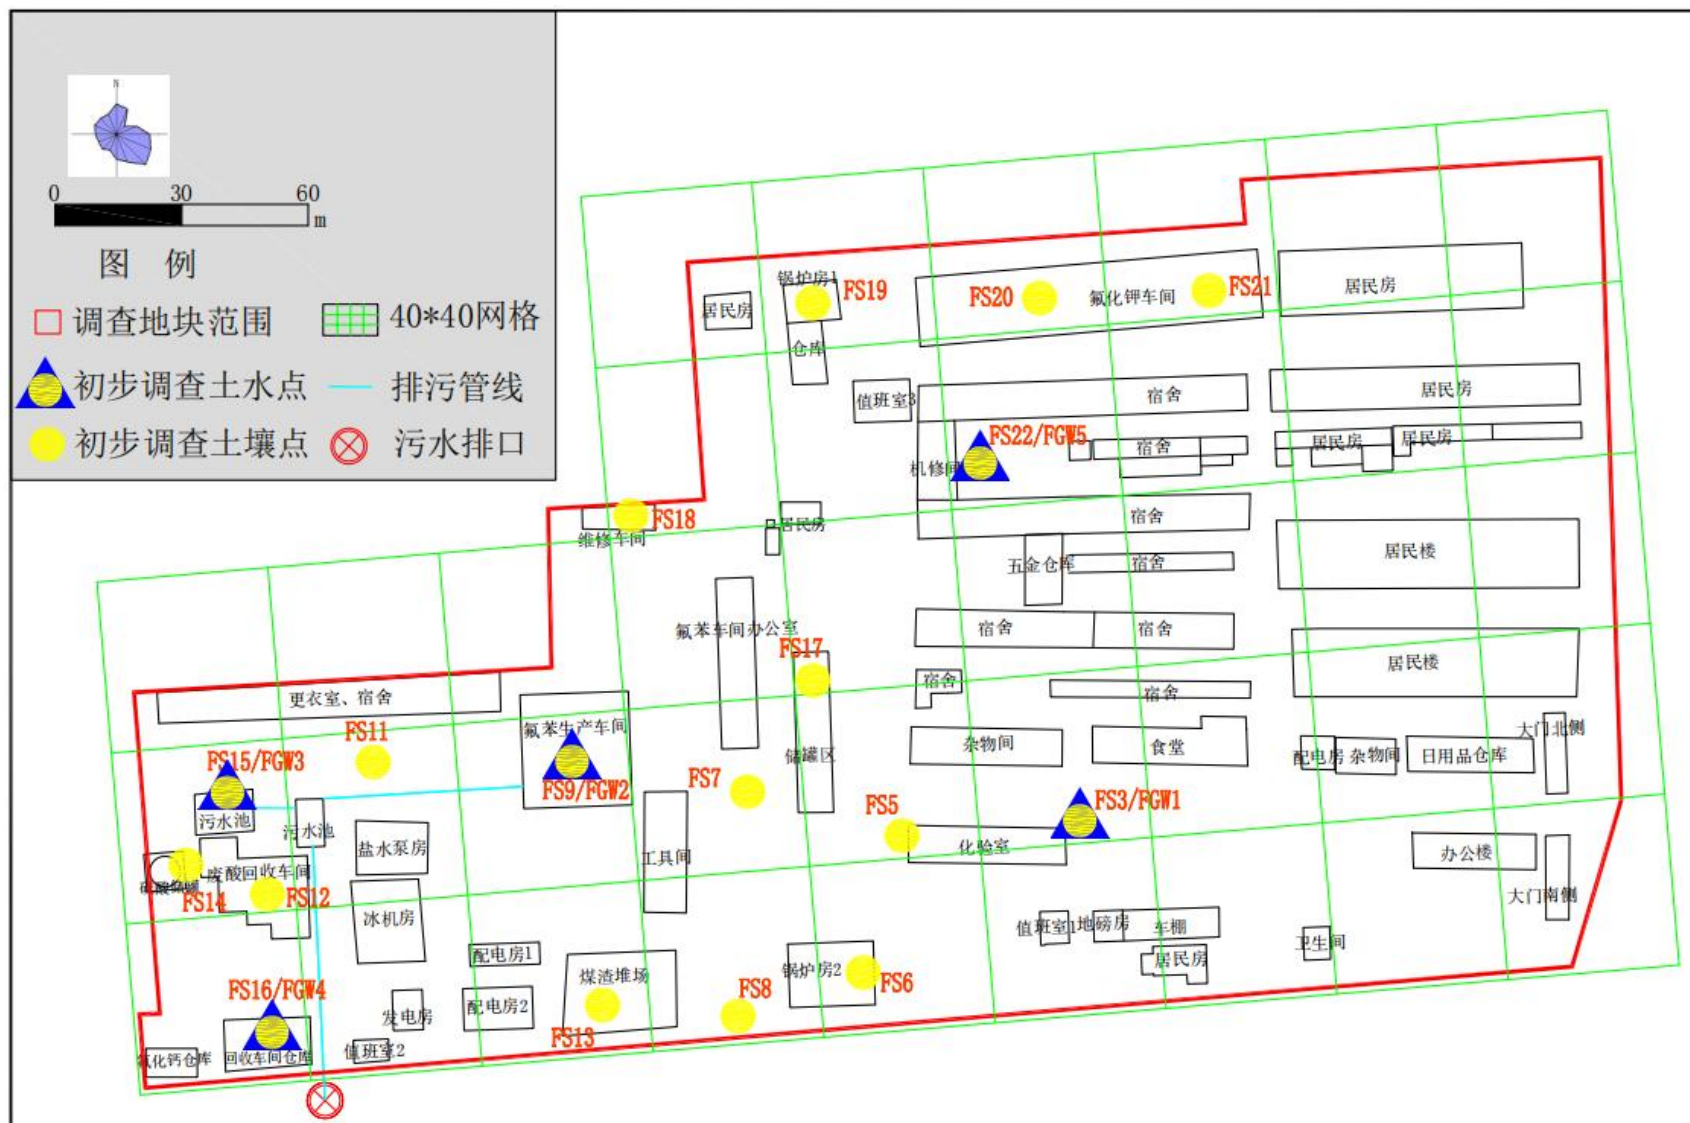 N
0 30 60
m
图 例
调查地块范围 40*40网格
初步调查土水点 排污管线
初步调查土壤点 污水排口
锅炉房1
FS19
FS20
氟化钾车间
FS21
居民房
居民房
仓库
值班室3
宿舍
居民房
FS22/FGW5
机修间
宿舍
居民房
居民房
FS18
维修车间
居民房
宿舍
五金仓库
宿舍
居民楼
氟苯车间办公室
宿舍
宿舍
FS17
居民楼
更衣室、宿舍
宿舍
宿舍
FS11
氟苯生产车间
储罐区
杂物间
食堂
配电房
杂物间
日用品仓库
大门北侧
FS15/FGW3
污水池
污水池
FS9/FGW2
FS7
FS5
FS3/FGW1
盐水泵房
工具间
化验室
办公楼
废酸回收车间
FS14
FS12
冰机房
大门南侧
值班室1
地磅房
车棚
卫生间
居民房
配电房1
煤渣堆场
锅炉房2
FS6
FS16/FGW4
发电房
配电房2
FS13
FS8
氟化钙仓库
回收车间仓库
值班室2